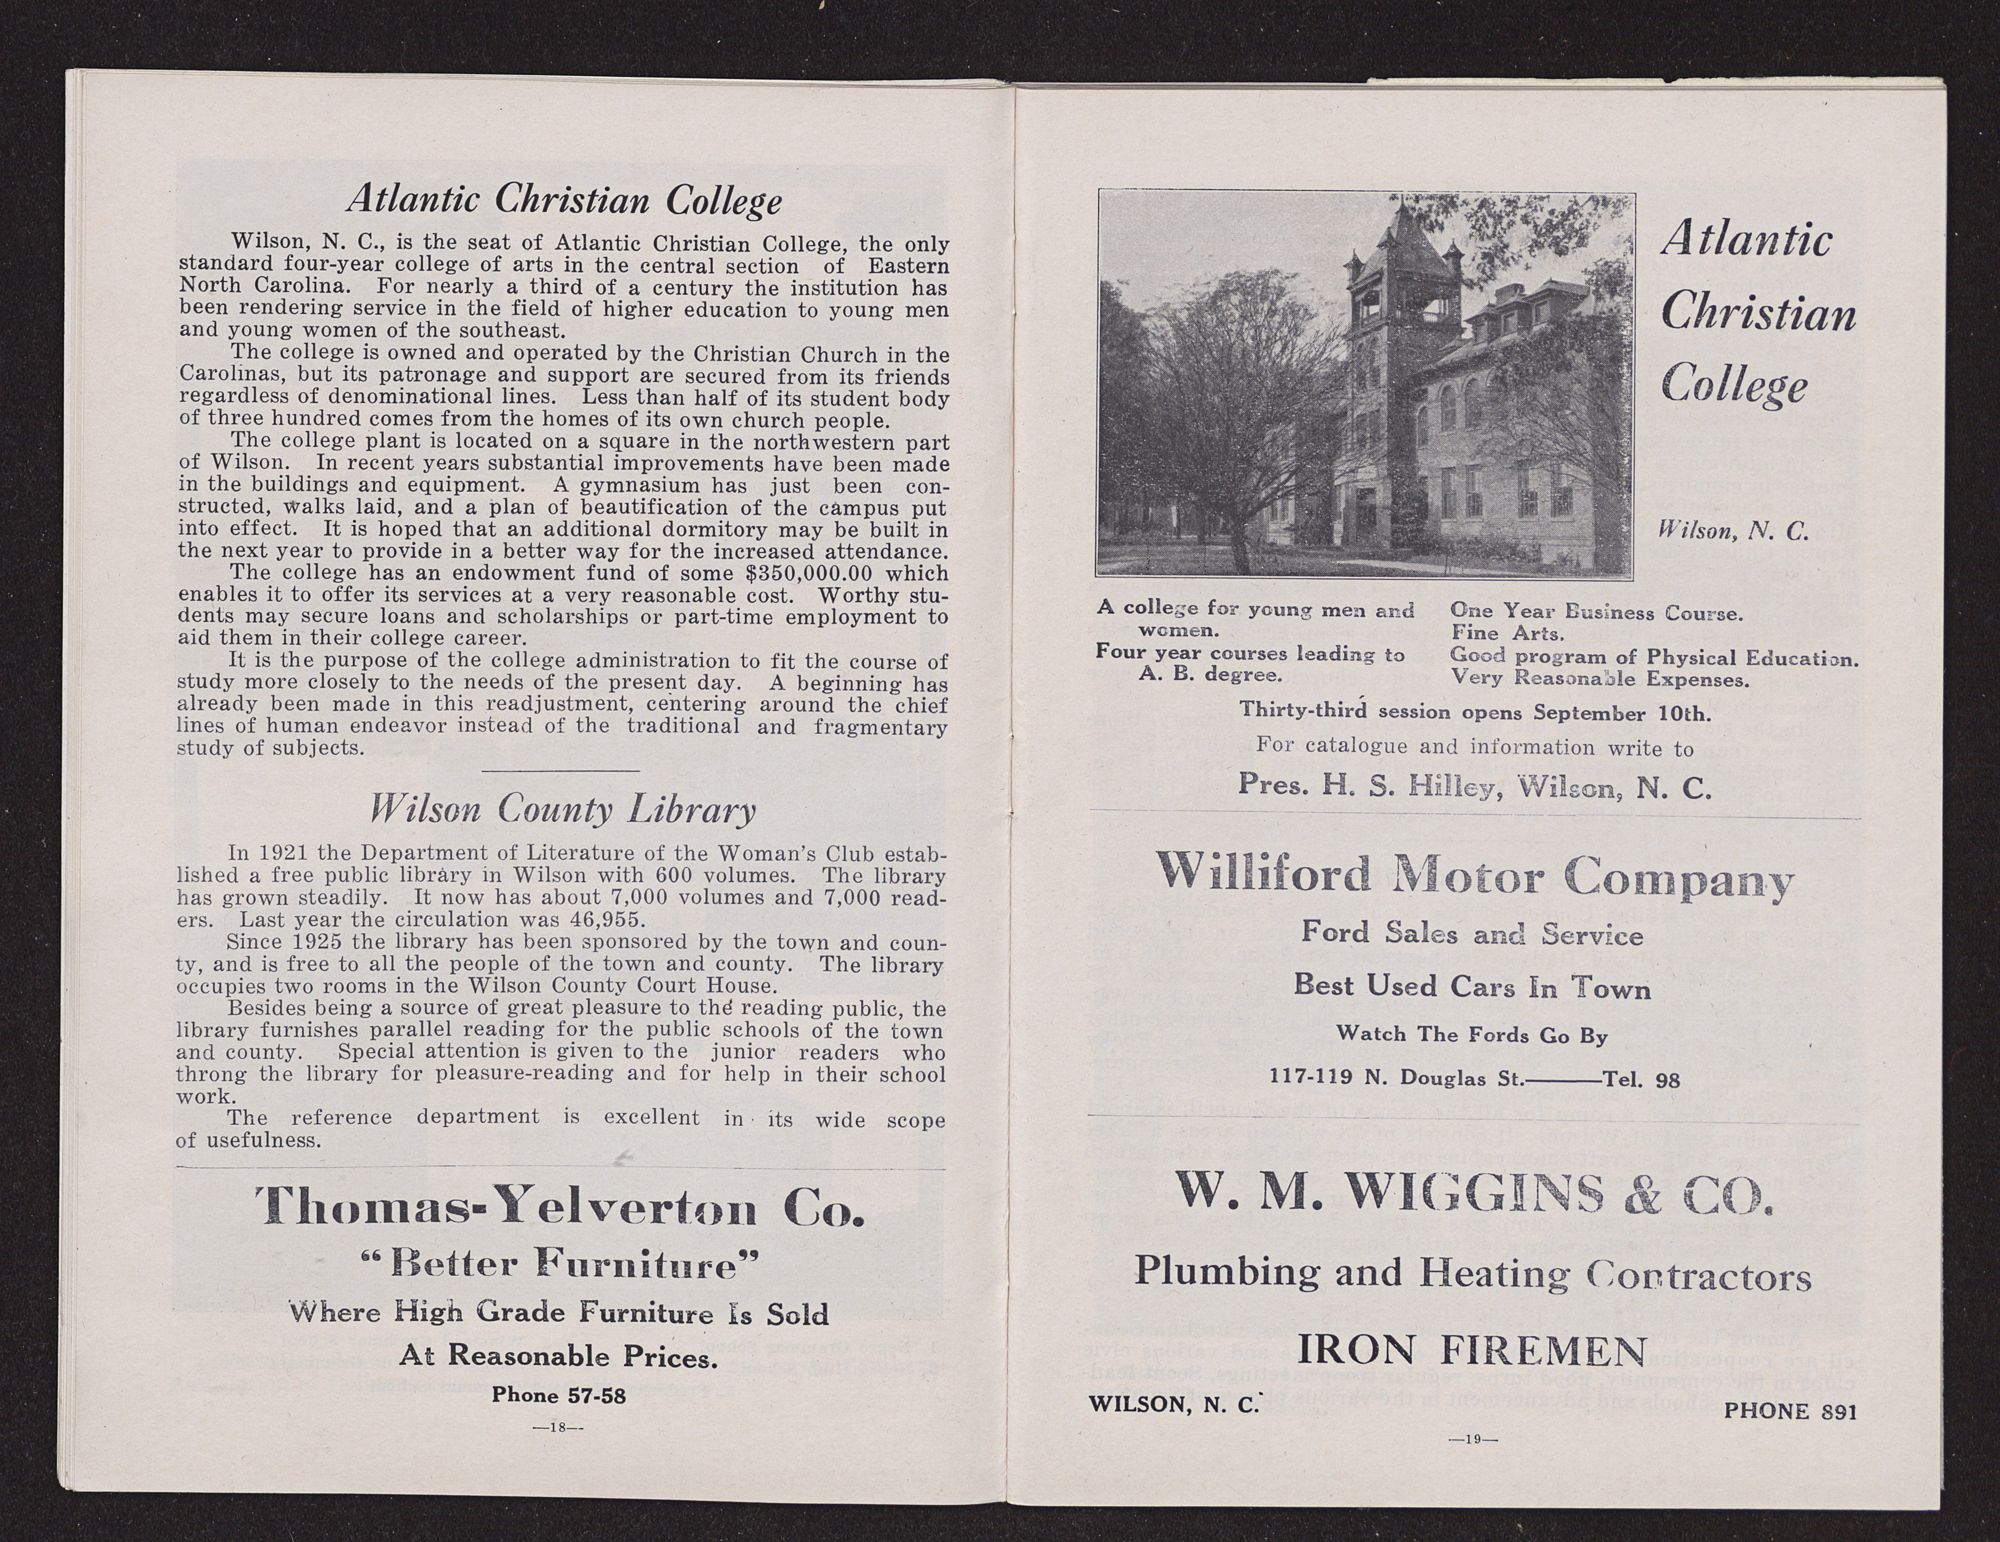 Atlantic Christian College
Wilson, N. C., is the seat of Atlantic Christian College, the only
standard four-year college of arts in the central section of Eastern
North Carolina. For nearly a third of a century the institution has
been rendering service in the field of higher education to young men
and young women of the southeast.
The college is owned and operated by the Christian Church in the
Carolinas, but its patronage and support are secured from its friends
regardless of denominational lines. Less than half of its student body
of three hundred comes from the homes of its own church people.
The college plant is located on a square in the northwestern part
of Wilson. In recent years substantial improvements have been made
in the buildings and equipment. A gymnasium has just been con-
structed, walks laid, and a plan of beautification of the campus put
into effect. It is hoped that an additional dormitory may be built in
the next year to provide in a better way for the increased attendance.
The college has an endowment fund of some $350,000.00 which
enables it to offer its services at a very reasonable cost. Worthy stu-
dents may secure loans and scholarships or part-time employment to
aid them in their college career.
It is the purpose of the college administration to fit the course of
study more closely to the needs of the present day. A beginning has
already been made in this readjustment, centering around the chief
lines of human endeavor instead of the traditional and fragmentary
study of subjects.
Wilson County Library
In 1921 the Department of Literature of the Woman's Club estab-
lished a free public library in Wilson with 600 volumes. The library
has grown steadily. It now has about 7,000 volumes and 7,000 read-
ers. Last year the circulation was 46,955.
Since 1925 the library has been sponsored by the town and coun-
ty, and is free to all the people of the town and county. The library
occupies two rooms in the Wilson County Court House.
Besides being a source of great pleasure to the reading public, the
library furnishes parallel reading for the public schools of the town
and county. Special attention is given to the junior readers who
throng the library for pleasure-reading and for help in their school
work.
The reference department is excellent in its wide scope
of usefulness.
Thomas-Yelverton Co.
"Better Furniture"
Where High Grade Furniture Is Sold
At Reasonable Prices.
Phone 57-58
—18—
Atlantic
Christian
College
Wilson, N. C.
A college for young men and
women.
Four year courses leading to
A. B. degree.
One Year Business Course.
Fine Arts.
Good program of Physical Education.
Very Reasonable Expenses.
Thirty-third session opens September 10th.
For catalogue and information write to
Pres. H. S. Hilley, Wilson, N. C.
Williford Motor Company
Ford Sales and Service
Best Used Cars In Town
Watch The Fords Go By
117-119 N. Douglas St.———Tel. 98
W. M. WIGGINS & CO.
Plumbing and Heating Contractors
IRON FIREMEN
WILSON, N. C.
PHONE 891
—19—